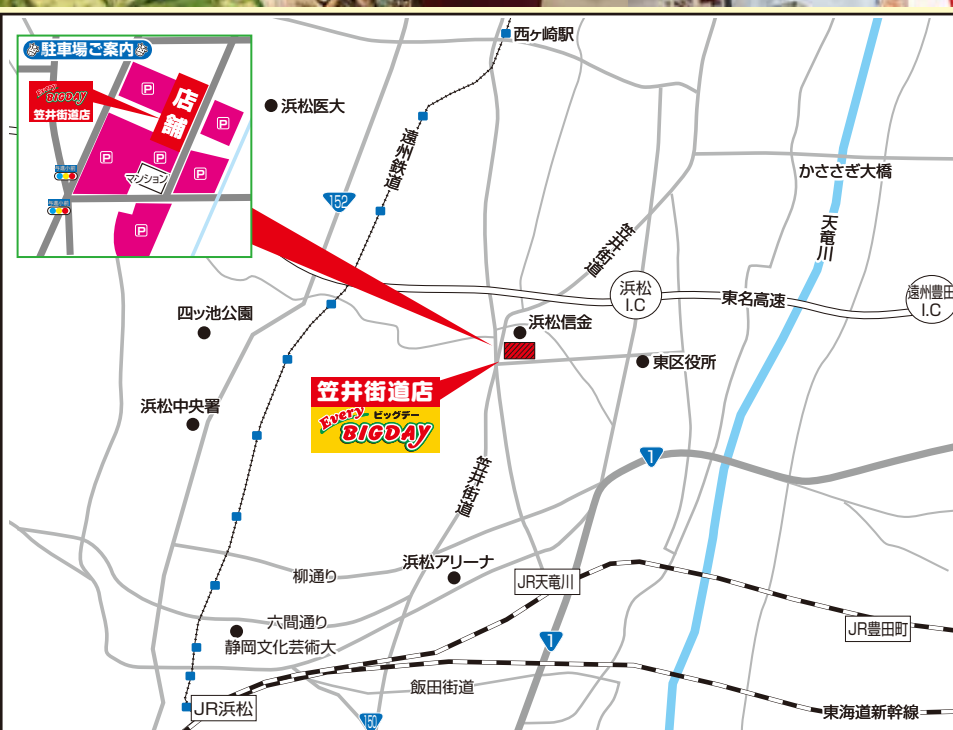 駐車場ご案内
Every
BIGDAY
笠井街道店
P
店舗
P
P
P
P
マンション
P
西ヶ崎駅
浜松医大
遠州鉄道
152
かささぎ大橋
天竜川
笠井街道
浜松
I.C
東名高速
遠州豊田
I.C
四ッ池公園
浜松信金
東区役所
笠井街道店
Every
ビッグデー
BIGDAY
浜松中央署
1
笠井街道
浜松アリーナ
柳通り
JR天竜川
六間通り
静岡文化芸術大
1
JR豊田町
飯田街道
JR浜松
150
東海道新幹線